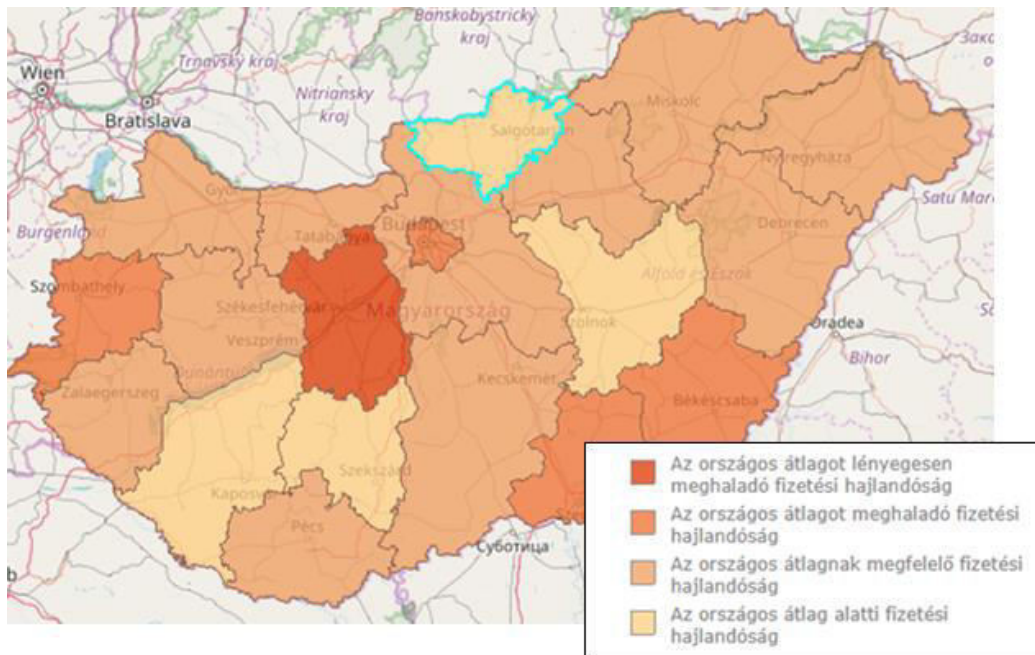 Banskobystrický
kraj
Trnavský kraj
Wien
Nitriansky
kraj
Bratislava
Miskolc
Salgótarján
Nyíregyháza
Satu Mar
Burgenland
Tatabánya
Budapest
Debrecen
Alföld és Észak
Szombathely
Székesfehérvár
Magyarország
Szolnok
Oradea
Veszprém
Bihor
Zalaegerszeg
Kecskemét
Békéscsaba
Szekszárd
Kaposvár
Pécs
Суботица
Az országos átlagot lényegesen
meghaladó fizetési hajlandóság
Az országos átlagot meghaladó fizetési
hajlandóság
Az országos átlagnak megfelelő fizetési
hajlandóság
Az országos átlag alatti fizetési
hajlandóság